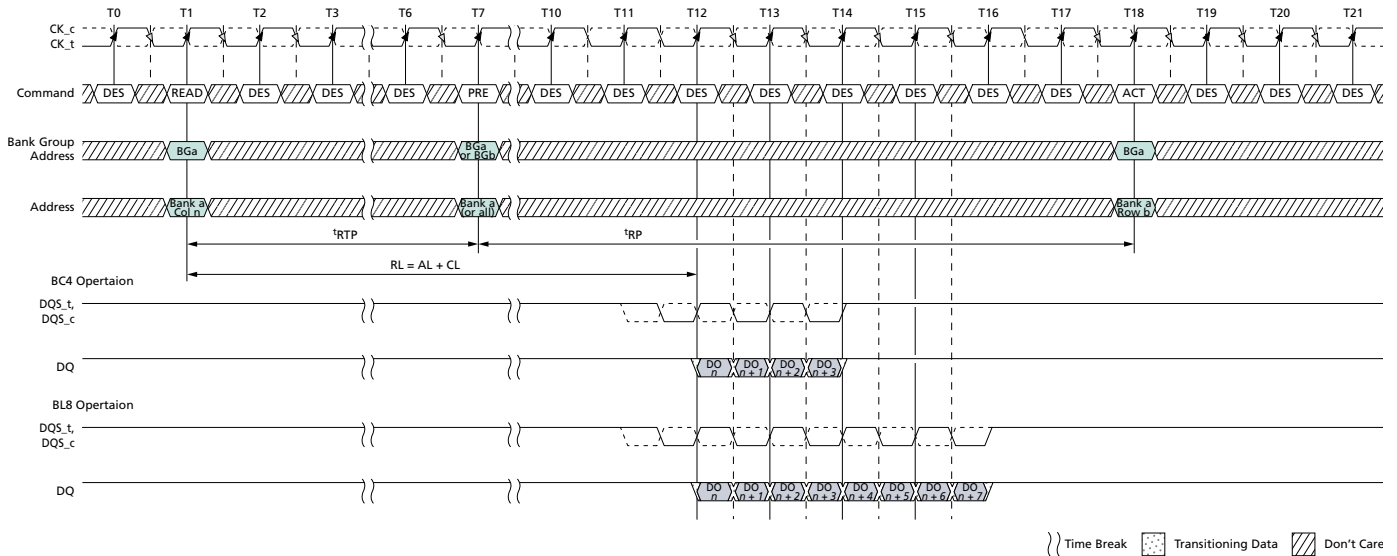 T0 T1 T2 T3 T6 T7 T10 T11 T12 T13 T14 T15 T16 T17 T18 T19 T20 T21
CK_c
CK_t
Command DES READ DES DES DES PRE DES DES DES DES DES DES DES DES ACT DES DES DES
Bank Group
Address
BGa
BGa
or BGb
BGa
Address
Bank a
Col n
Bank a
(or all)
Bank a
Row b
tRTP tRP
RL = AL + CL
BC4 Opertaion
DQS_t,
DQS_c
DQ
DO
n
DO
n + 1
DO
n + 2
DO
n + 3
BL8 Opertaion
DQS_t,
DQS_c
DQ
DO
n
DO
n + 1
DO
n + 2
DO
n + 3
DO
n + 4
DO
n + 5
DO
n + 6
DO
n + 7
Time Break Transitioning Data Don't Care